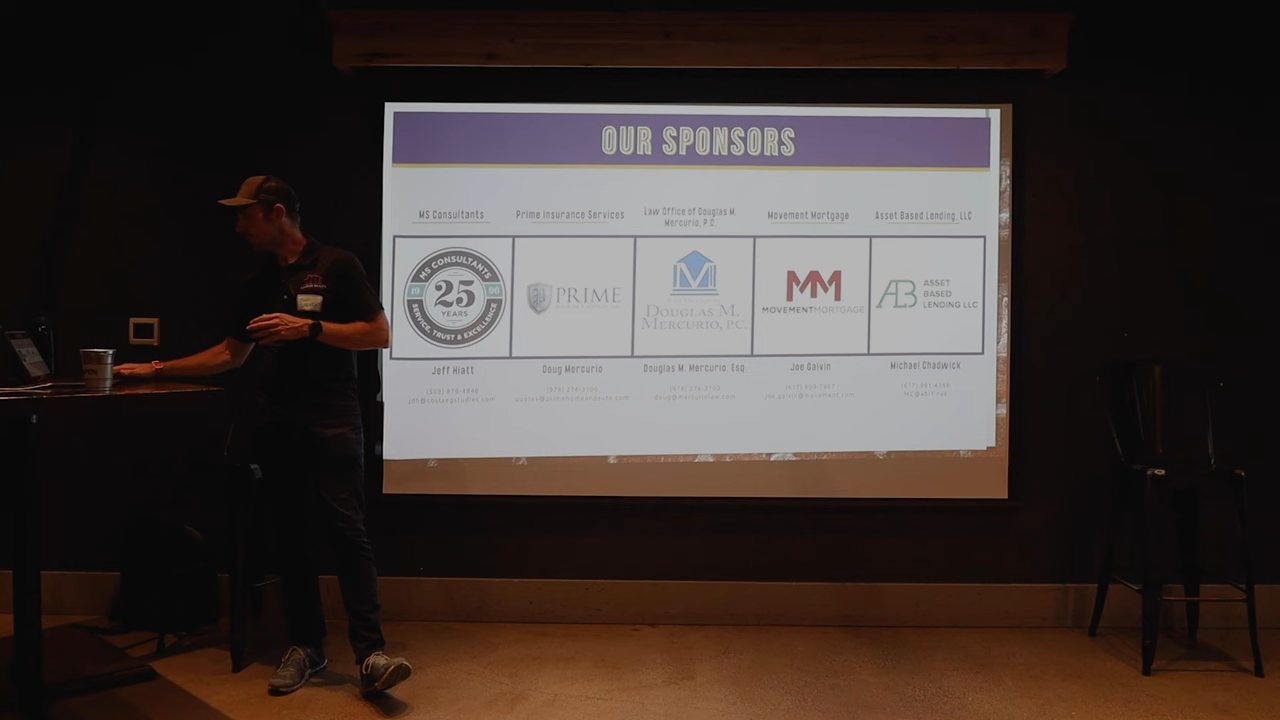 OUR SPONSORS
MS Consultants
Prime Insurance Services
Law Office of Douglas M.
Mercurio, P.C.
Movement Mortgage
Asset Based Lending, LLC
MS CONSULTANTS
19 96
25
YEARS
SERVICE, TRUST & EXCELLENCE
PRIME
DOUGLAS M.
MERCURIO, P.C.
MM
MOVEMENT MORTGAGE
AB
ASSET
BASED
LENDING LLC
Jeff Hiatt
Doug Mercurio
Douglas M. Mercurio, Esq.
Joe Galvin
Michael Chadwick